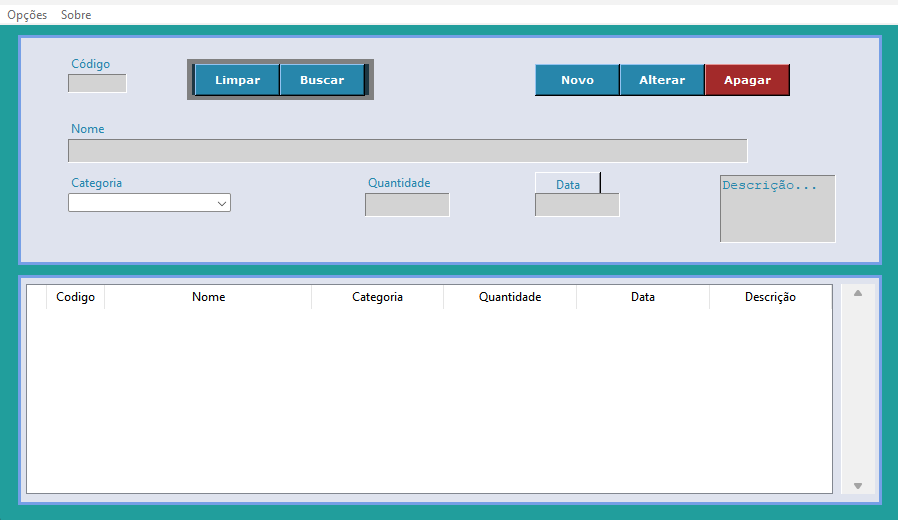 Opções Sobre
Código
Limpar Buscar Novo Alterar Apagar
Nome
Categoria Quantidade Data Descrição...
Codigo Nome Categoria Quantidade Data Descrição